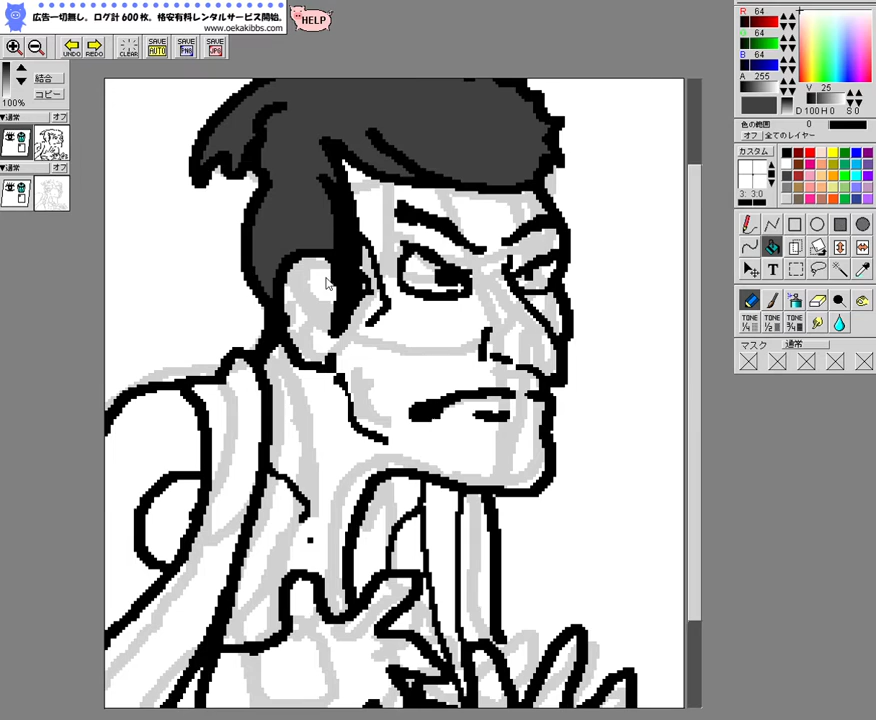 広告一切無し。ログ計600枚。格安有料レンタルサービス開始。
www.oekakibbs.com
HELP
UNDO
REDO
CLEAR
SAVE
AUTO
SAVE
PNG
SAVE
JPG
結合
コピー
100%
▼通常
オフ
▼通常
オフ
R 64
G 64
B 64
A 255
V 25
D 100 H 0 S 0
色の範囲 0
オフ 全てのレイヤー
カスタム
3: 3:0
T
TONE
1/4
TONE
1/2
TONE
3/4
マスク 通常